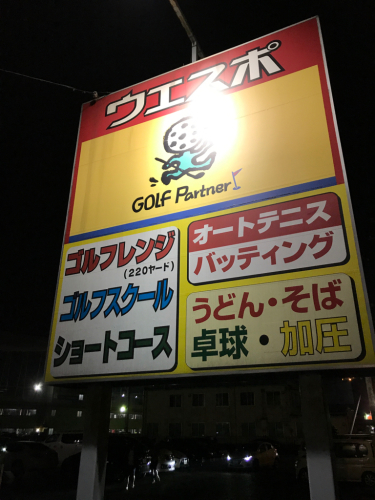 ウエスポ
GOLF Partner
ゴルフレンジ
(220ヤード)
ゴルフスクール
ショートコース
オートテニス
バッティング
うどん・そば
卓球・加圧